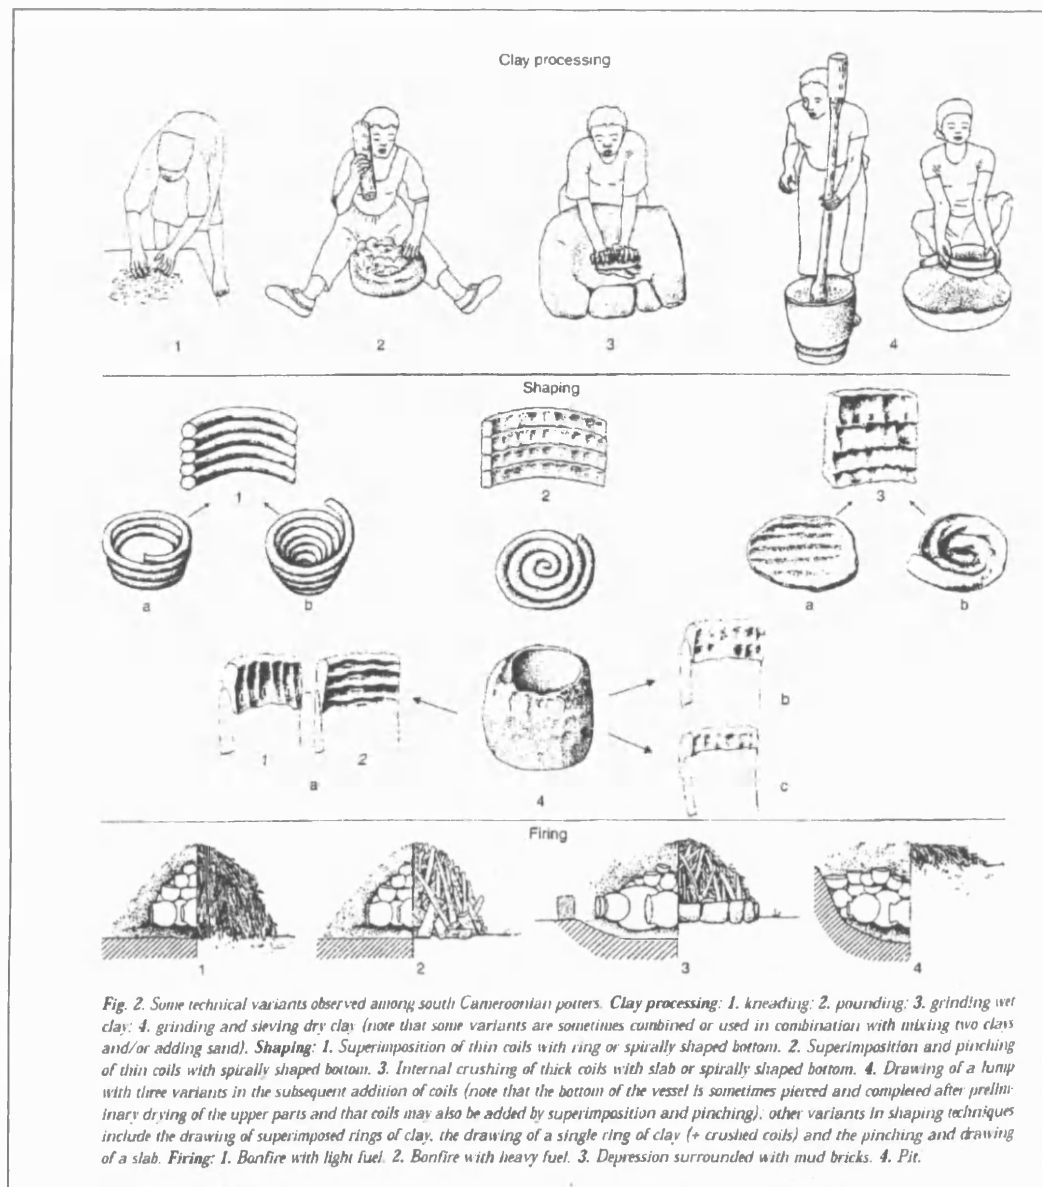 Clay processing
1
2
3
4
Shaping
1
2
3
a
b
a
b
1
2
a
4
b
c
Firing
1
2
3
4
Fig. 2. Some technical variants observed among south Cameroonian potters. Clay processing: 1. kneading; 2. pounding; 3. grinding wet
clay; 4. grinding and sieving dry clay (note that some variants are sometimes combined or used in combination with mixing two clays
and/or adding sand). Shaping: 1. Superimposition of thin coils with ring or spirally shaped bottom. 2. Superimposition and pinching
of thin coils with spirally shaped bottom. 3. Internal crushing of thick coils with slab or spirally shaped bottom. 4. Drawing of a lump
with three variants in the subsequent addition of coils (note that the bottom of the vessel is sometimes pierced and completed after prelim-
inary drying of the upper parts and that coils may also be added by superimposition and pinching); other variants in shaping techniques
include the drawing of superimposed rings of clay, the drawing of a single ring of clay (+ crushed coils) and the pinching and drawing
of a slab. Firing: 1. Bonfire with light fuel. 2. Bonfire with heavy fuel. 3. Depression surrounded with mud bricks. 4. Pit.